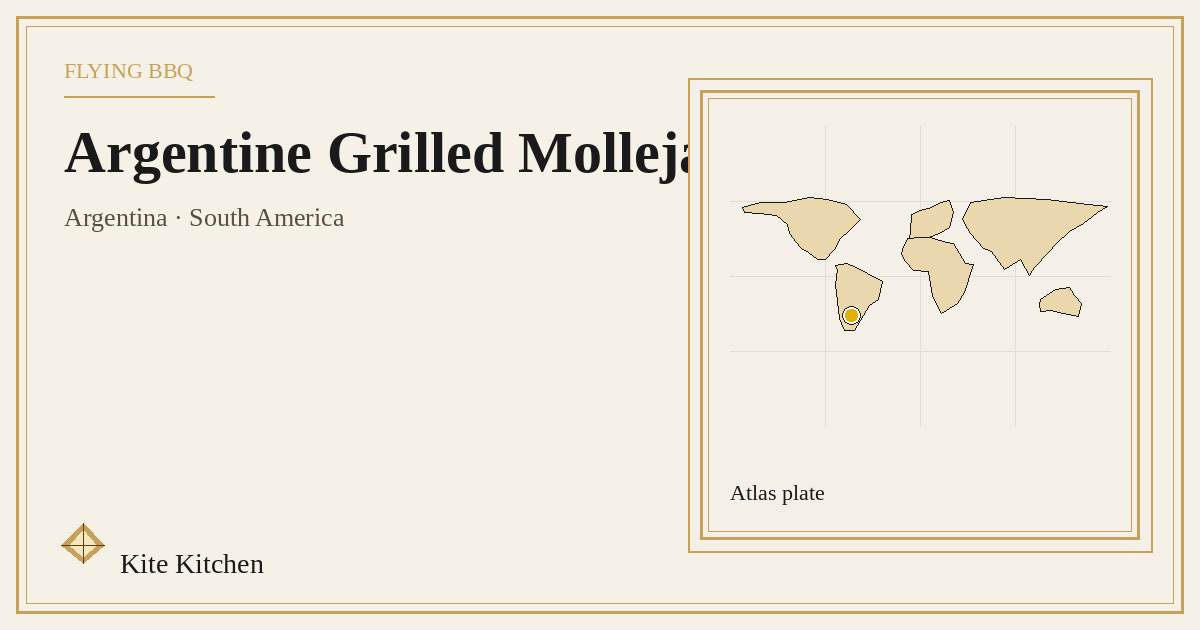 FLYING BBQ
Argentine Grilled Molleja
Argentina · South America
Atlas plate
Kite Kitchen